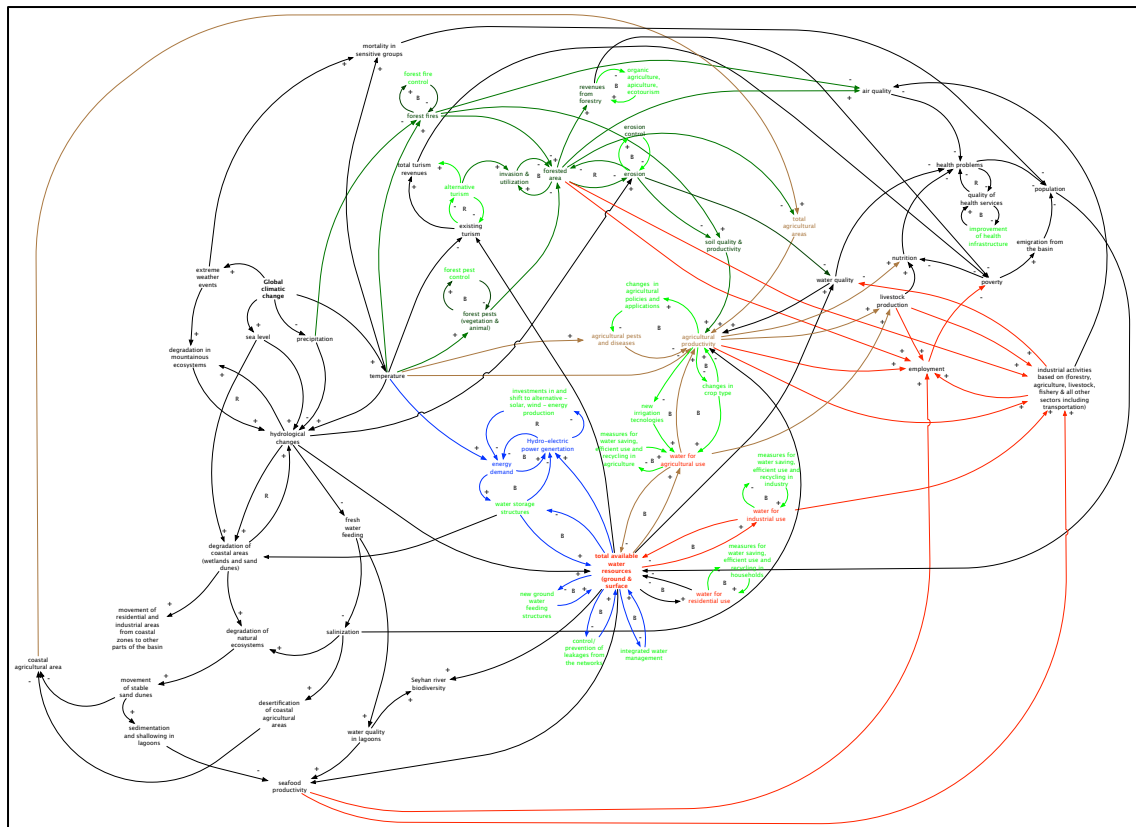 mortality in
sensitive groups
forest fire
control
B
forest fires
revenues
from
forestry
B
organic
agriculture,
apiculture,
ecotourism
air quality
erosion
control
B
erosion
total turism
revenues
alternative
turism
R
existing
turism
invasion &
utilization
B
forested
area
R
health problems
R
quality of
health services
B
improvement
of health
infrastructure
population
emigration from
the basin
total
agricultural
areas
soil quality &
productivity
nutrition
poverty
water quality
livestock
production
extreme
weather
events
Global
climatic
change
sea level
precipitation
forest pest
control
B
forest pests
(vegetation &
animal)
changes in
agricultural
policies and
applications
B
agricultural pests
and diseases
agricultural
productivity
B
changes in
crop type
degradation in
mountainous
ecosystems
temperature
employment
industrial activities
based on (forestry,
agriculture, livestock,
fishery & all other
sectors including
transportation)
investments in and
shift to alternative -
solar, wind - energy
production
R
new
irrigation
tecnologies
B
B
hydrological
changes
Hydro-electric
power genertation
B
energy
demand
measures for
water saving,
efficient use and
recycling in
agriculture
B
water for
agricultural use
measures for
water saving,
efficient use and
recycling in
industry
B
water for
industrial use
water storage
structures
R
fresh
water
feeding
B
B
B
B
degradation of
coastal areas
(wetlands and sand
dunes)
total available
water
resources
(ground &
surface
measures for
water saving,
efficient use and
recycling in
households
B
B
water for
residential use
new ground
water
feeding
structures
B
B
B
movement of
residential and
industrial areas
from coastal
zones to other
parts of the basin
degradation of
natural
ecosystems
salinization
control/
prevention of
leakages from
the networks
integrated water
management
coastal
agricultural area
movement
of stable
sand dunes
Seyhan river
biodiversity
desertification
of coastal
agricultural
areas
sedimentation
and shallowing in
lagoons
water quality
in lagoons
seafood
productivity